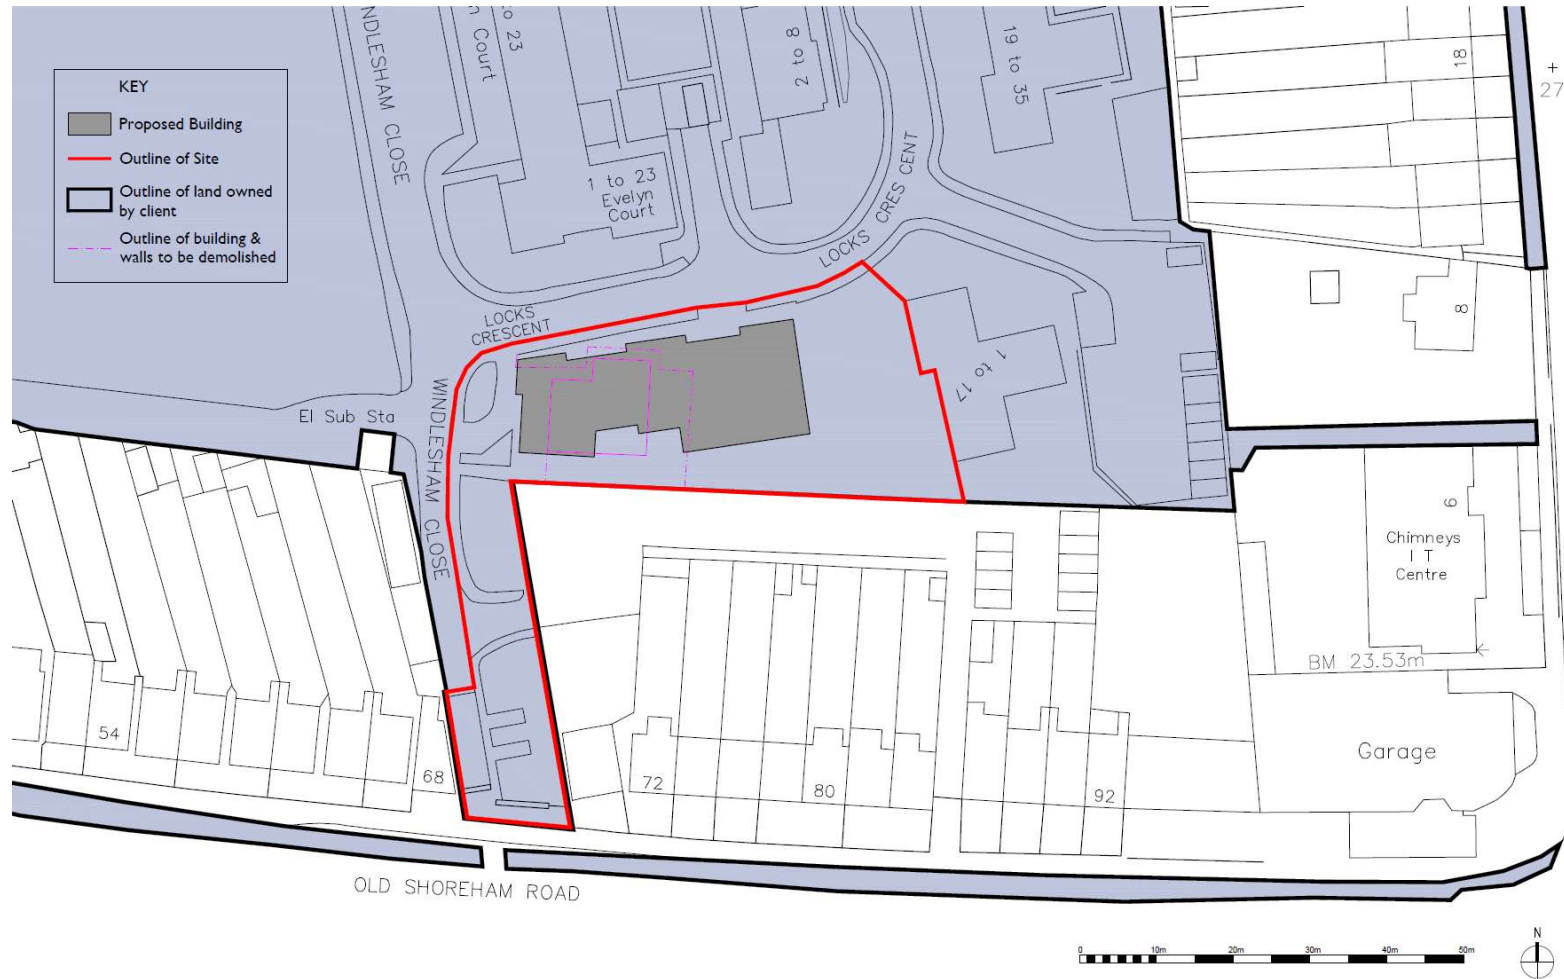 KEY
Proposed Building
Outline of Site
Outline of land owned
by client
Outline of building &
walls to be demolished
WINDLESHAM CLOSE
to 23
Court
2 to 8
19 to 35
18
+
27
1 to 23
Evelyn
Court
LOCKS CRES CENT
LOCKS
CRESCENT
8
1 to 17
El Sub Sta
WINDLESHAM CLOSE
6
Chimneys
I T
Centre
BM 23.53m
54
68
72
80
92
Garage
OLD SHOREHAM ROAD
0 10m 20m 30m 40m 50m
N